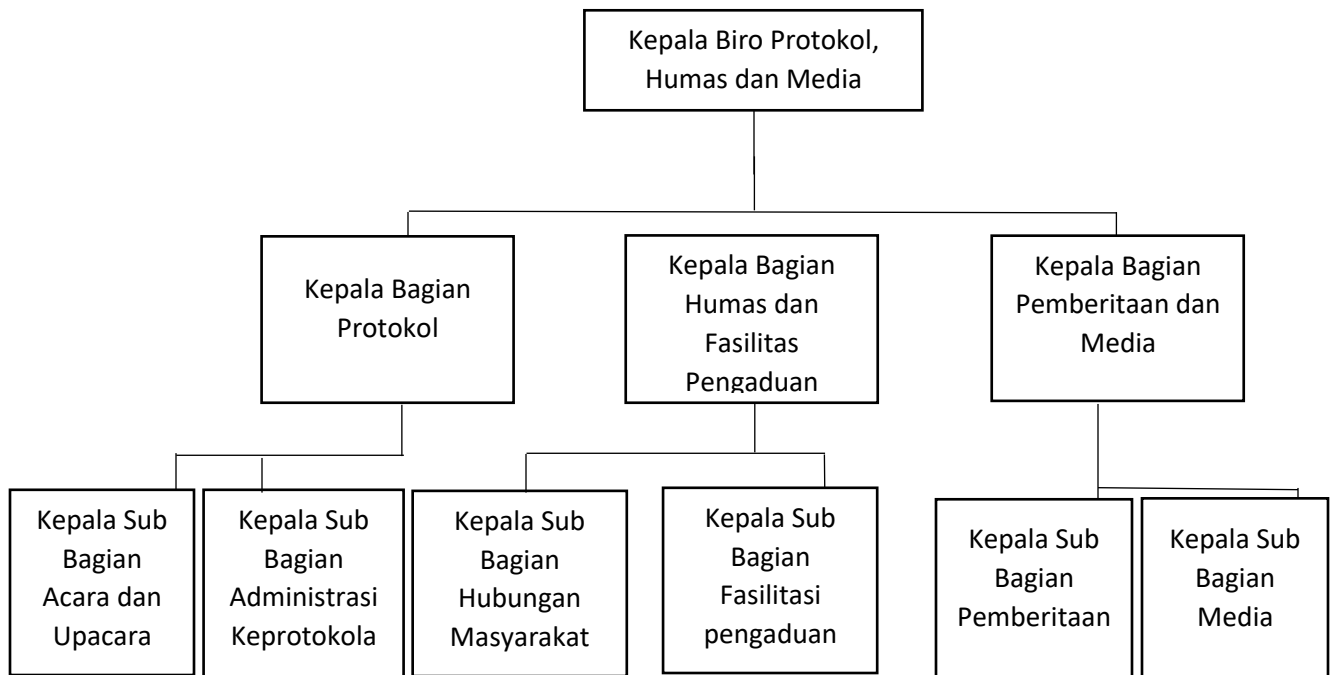 Kepala Biro Protokol,
Humas dan Media
Kepala Bagian
Protokol
Kepala Bagian
Humas dan
Fasilitas
Pengaduan
Kepala Bagian
Pemberitaan dan
Media
Kepala Sub
Bagian
Acara dan
Upacara
Kepala Sub
Bagian
Administrasi
Keprotokola
Kepala Sub
Bagian
Hubungan
Masyarakat
Kepala Sub
Bagian
Fasilitasi
pengaduan
Kepala Sub
Bagian
Pemberitaan
Kepala Sub
Bagian
Media